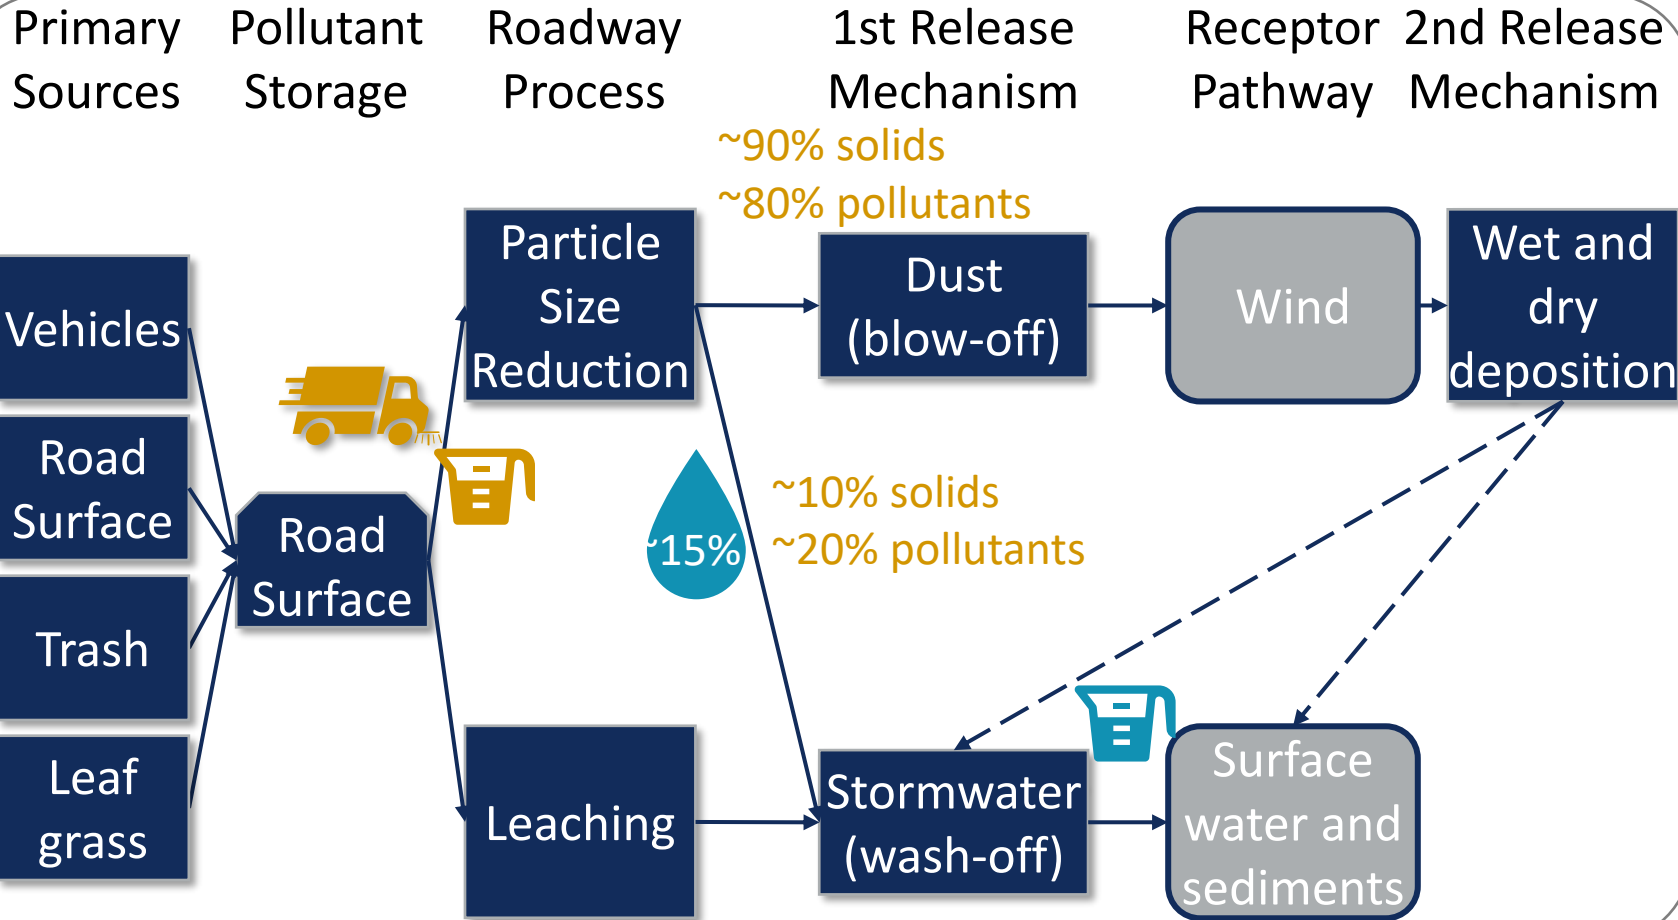 Primary
Sources
Pollutant
Storage
Roadway
Process
1st Release
Mechanism
Receptor
Pathway
2nd Release
Mechanism
~90% solids
~80% pollutants
Vehicles
Road
Surface
Trash
Leaf
grass
Road
Surface
Particle
Size
Reduction
Leaching
~15%
~10% solids
~20% pollutants
Dust
(blow-off)
Stormwater
(wash-off)
Wind
Surface
water and
sediments
Wet and
dry
deposition